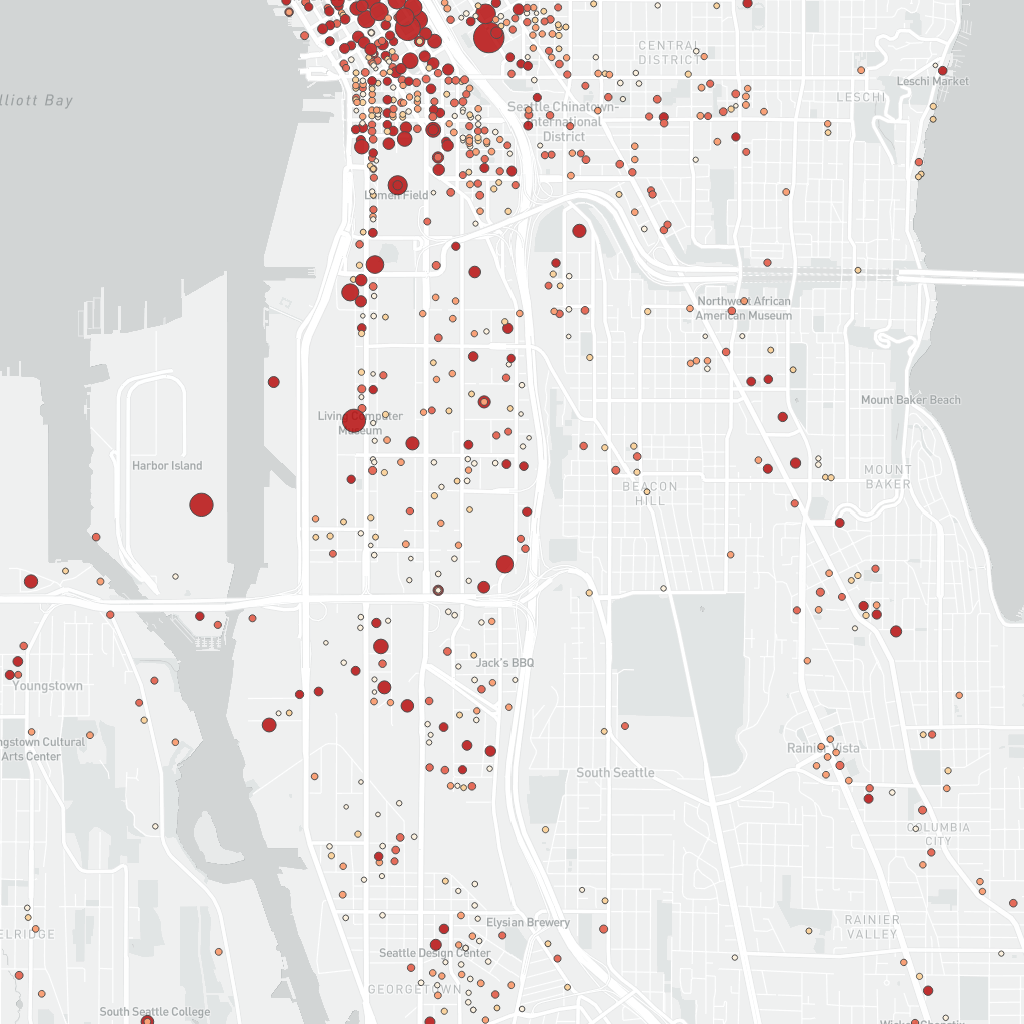 CENTRAL
DISTRICT
Leschi Market
LESCHI
lliott Bay
Seattle Chinatown-
International
District
Lumen Field
Northwest African
American Museum
Mount Baker Beach
Living Computer
Museum
Harbor Island
MOUNT
BAKER
BEACON
HILL
Jack's BBQ
Youngstown
ngstown Cultural
Arts Center
Rainier Vista
South Seattle
COLUMBIA
CITY
Elysian Brewery
RAINIER
VALLEY
ELRIDGE
Seattle Design Center
GEORGETOWN
South Seattle College